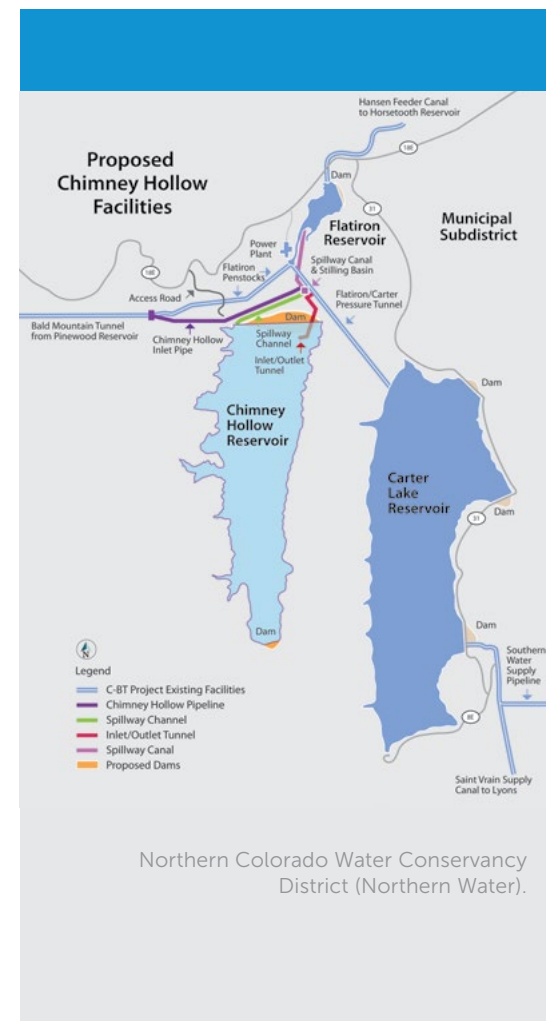 Hansen Feeder Canal
to Horsetooth Reservoir
18E
Proposed
Chimney Hollow
Facilities
Dam
31
Flatiron
Reservoir
Municipal
Subdistrict
Power
Plant
Spillway Canal
& Stilling Basin
Flatiron
Penstocks
18E
Access Road
Flatiron/Carter
Pressure Tunnel
Bald Mountain Tunnel
from Pinewood Reservoir
Chimney Hollow
Inlet Pipe
Dam
Spillway
Channel
Inlet/Outlet
Tunnel
Dam
Chimney
Hollow
Reservoir
Carter
Lake
Reservoir
31
Dam
Dam
Dam
Southern
Water
Supply
Pipeline
8E
Saint Vrain Supply
Canal to Lyons
N
Legend
C-BT Project Existing Facilities
Chimney Hollow Pipeline
Spillway Channel
Inlet/Outlet Tunnel
Spillway Canal
Proposed Dams
Northern Colorado Water Conservancy
District (Northern Water).